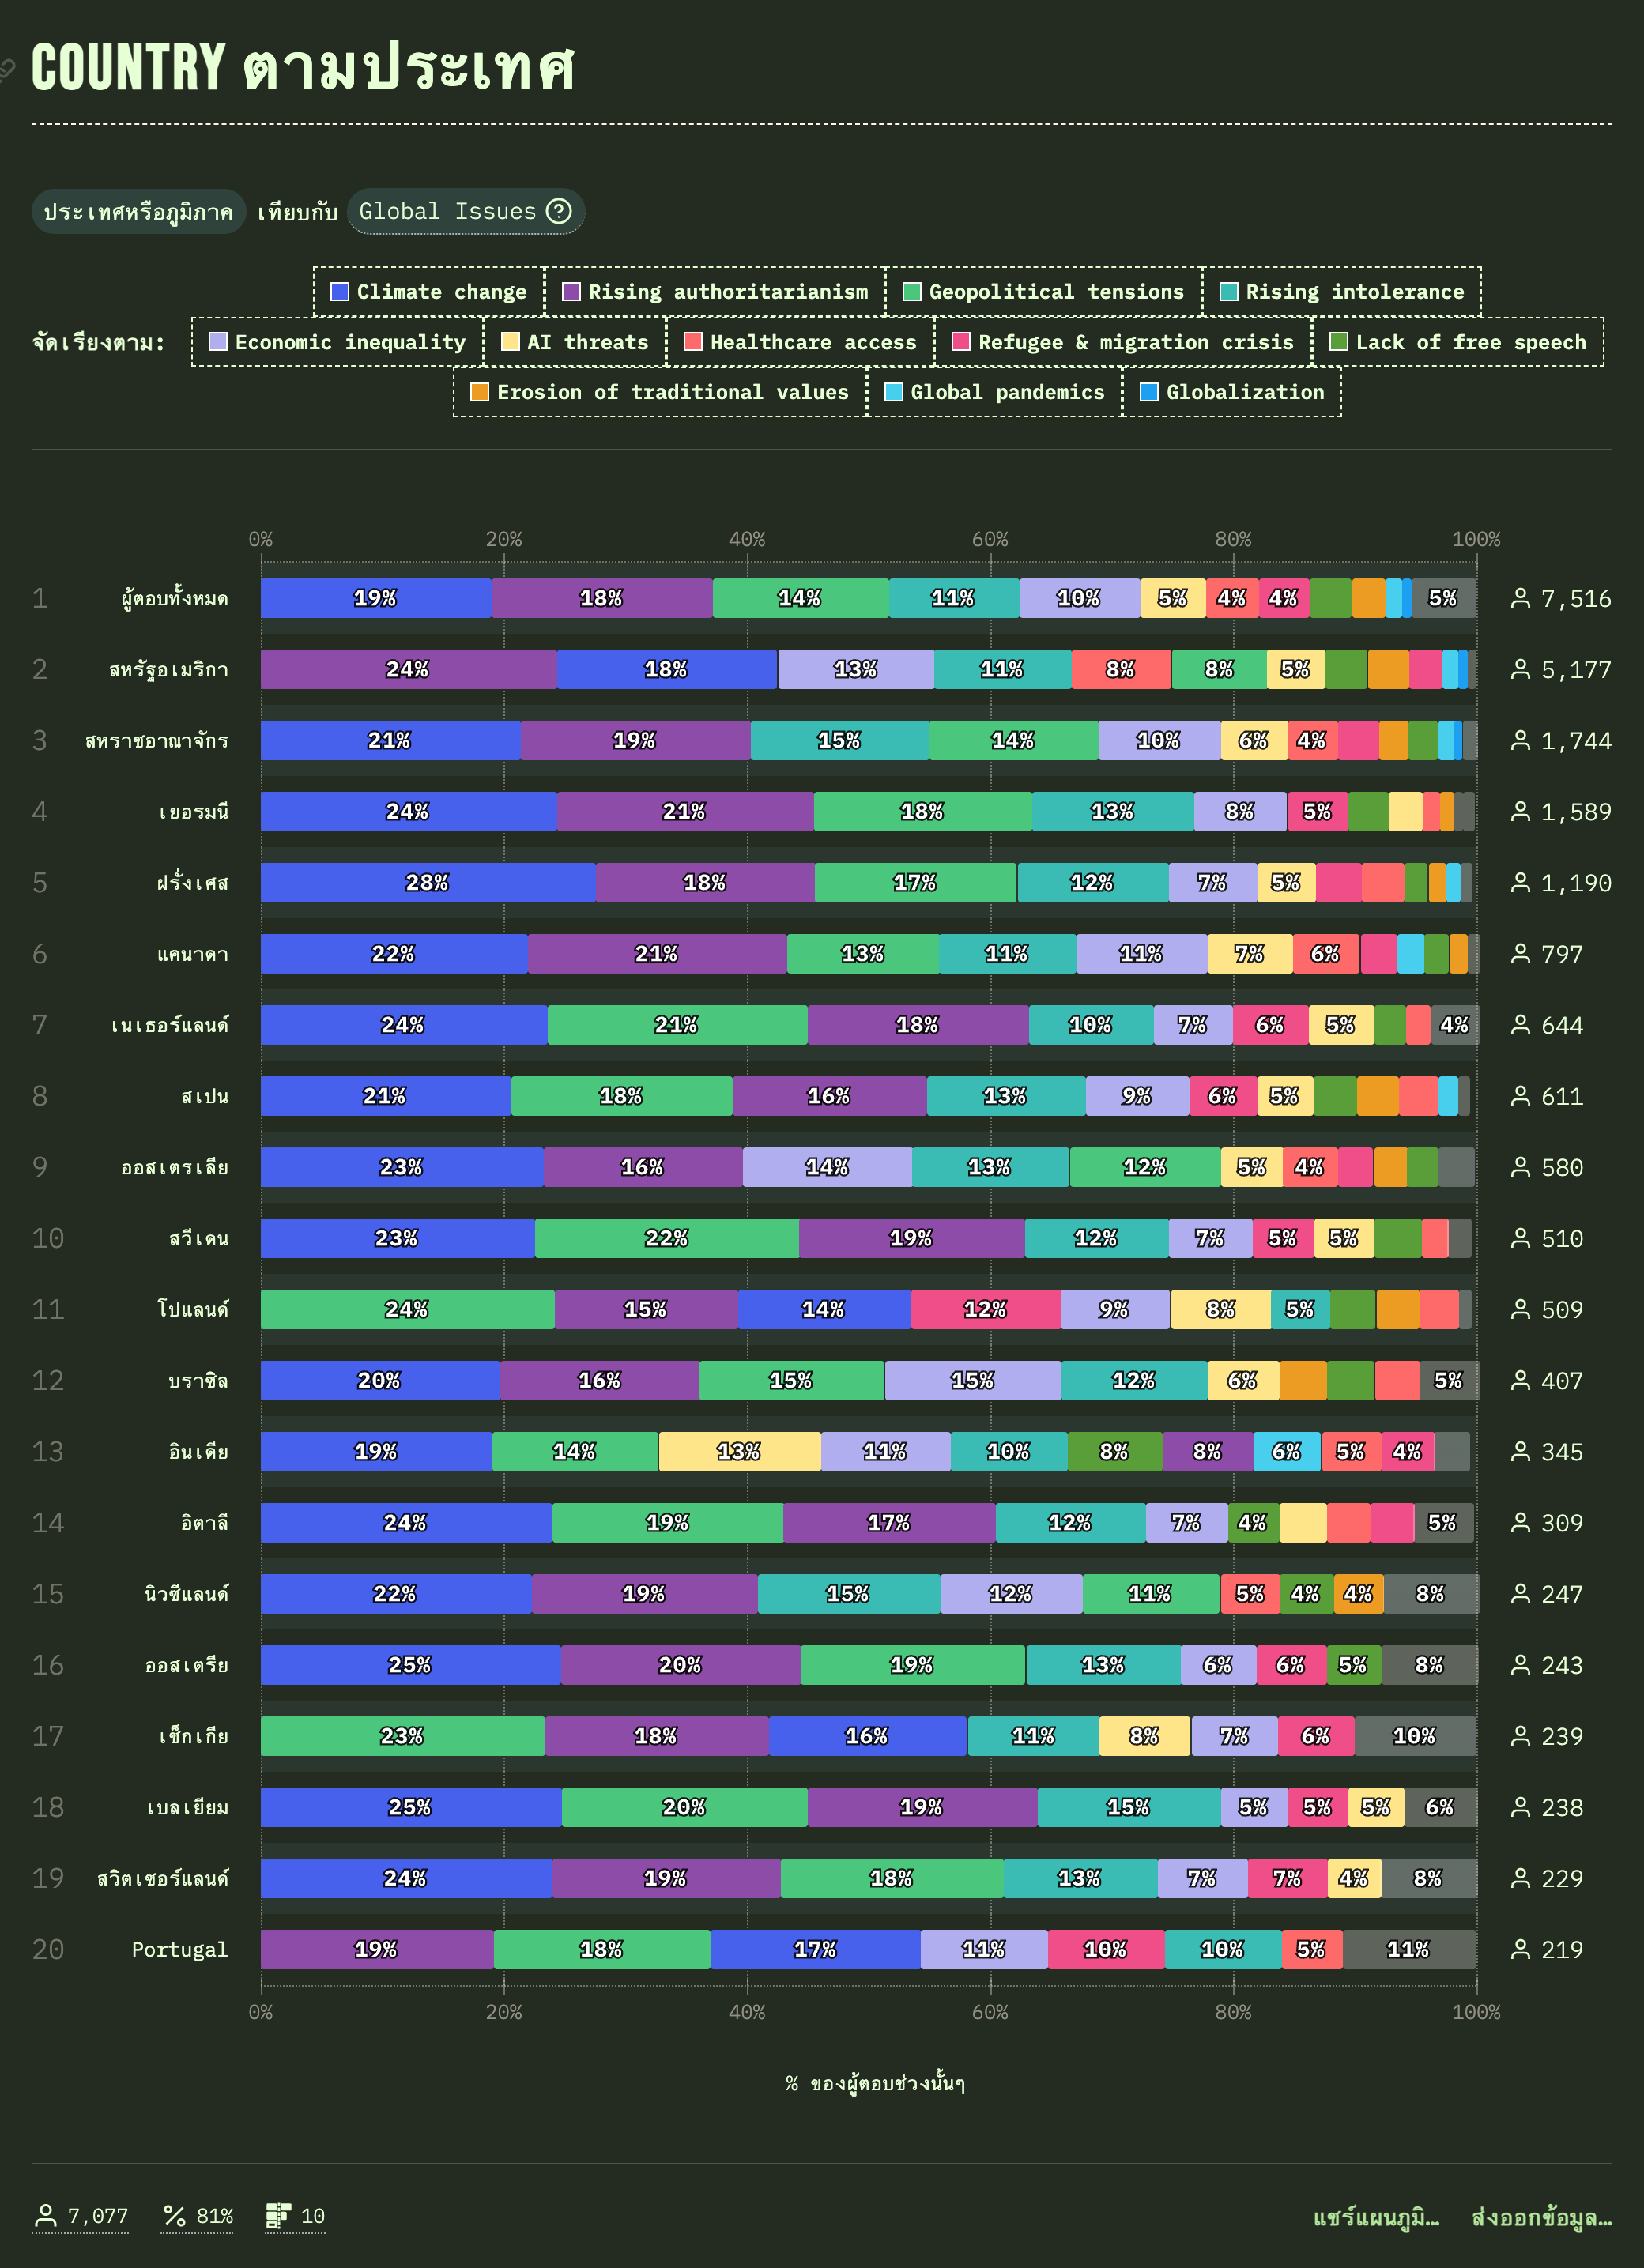 COUNTRY ตามประเทศ
ประเทศหรือภูมิภาค เทียบกับ Global Issues ?
Climate change Rising authoritarianism Geopolitical tensions Rising intolerance
จัดเรียงตาม: Economic inequality AI threats Healthcare access Refugee & migration crisis Lack of free speech
Erosion of traditional values Global pandemics Globalization
0% 20% 40% 60% 80% 100%
1 ผู้ตอบทั้งหมด 19% 18% 14% 11% 10% 5% 4% 4% 5% 7,516
2 สหรัฐอเมริกา 24% 18% 13% 11% 8% 8% 5% 5,177
3 สหราชอาณาจักร 21% 19% 15% 14% 10% 6% 4% 1,744
4 เยอรมนี 24% 21% 18% 13% 8% 5% 1,589
5 ฝรั่งเศส 28% 18% 17% 12% 7% 5% 1,190
6 แคนาดา 22% 21% 13% 11% 11% 7% 6% 797
7 เนเธอร์แลนด์ 24% 21% 18% 10% 7% 6% 5% 4% 644
8 สเปน 21% 18% 16% 13% 9% 6% 5% 611
9 ออสเตรเลีย 23% 16% 14% 13% 12% 5% 4% 580
10 สวีเดน 23% 22% 19% 12% 7% 5% 5% 510
11 โปแลนด์ 24% 15% 14% 12% 9% 8% 5% 509
12 บราซิล 20% 16% 15% 15% 12% 6% 5% 407
13 อินเดีย 19% 14% 13% 11% 10% 8% 8% 6% 5% 4% 345
14 อิตาลี 24% 19% 17% 12% 7% 4% 5% 309
15 นิวซีแลนด์ 22% 19% 15% 12% 11% 5% 4% 4% 8% 247
16 ออสเตรีย 25% 20% 19% 13% 6% 6% 5% 8% 243
17 เช็กเกีย 23% 18% 16% 11% 8% 7% 6% 10% 239
18 เบลเยียม 25% 20% 19% 15% 5% 5% 5% 6% 238
19 สวิตเซอร์แลนด์ 24% 19% 18% 13% 7% 7% 4% 8% 229
20 Portugal 19% 18% 17% 11% 10% 10% 5% 11% 219
0% 20% 40% 60% 80% 100%
% ของผู้ตอบช่วงนั้นๆ
7,077 81% 10 แชร์แผนภูมิ… ส่งออกข้อมูล…